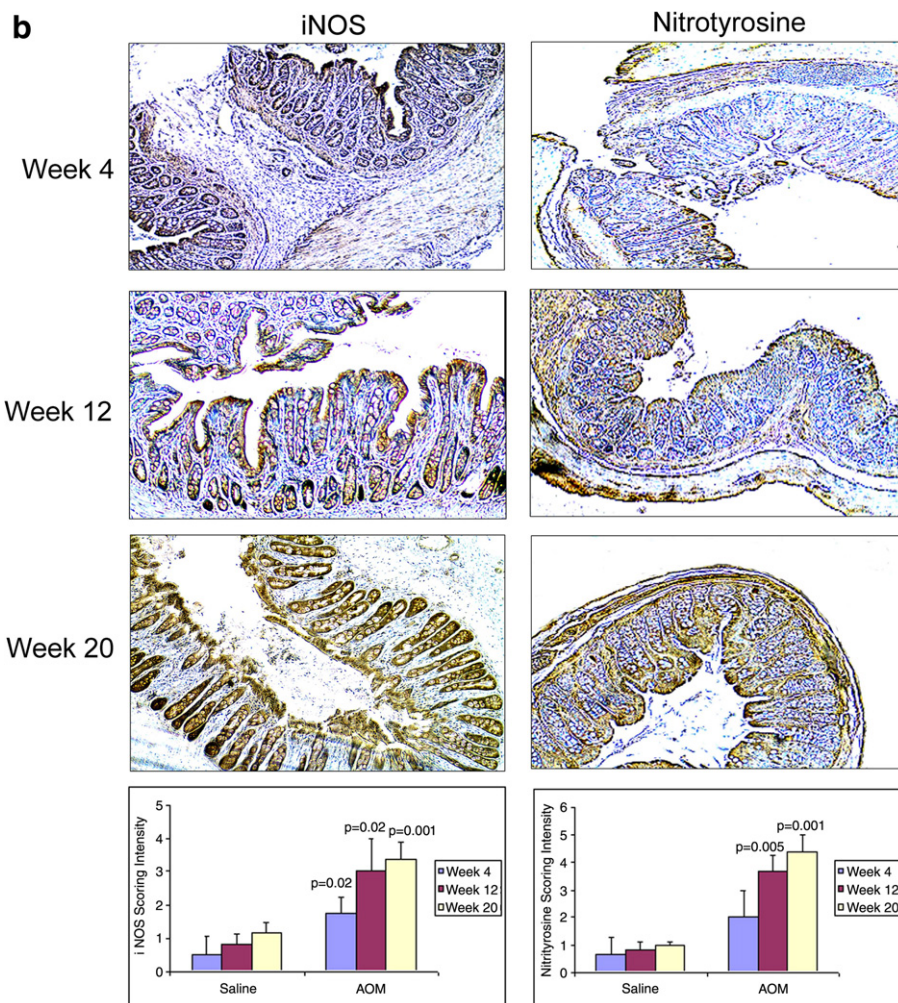 b
iNOS
Nitrotyrosine
Week 4
Week 12
Week 20
i NOS Scoring Intensity
5
4
3
2
1
0
p=0.02
p=0.02
p=0.001
Saline
AOM
Week 4
Week 12
Week 20
Nitrityrosine Scoring Intensity
6
5
4
3
2
1
0
p=0.005
p=0.001
Saline
AOM
Week 4
Week 12
Week 20